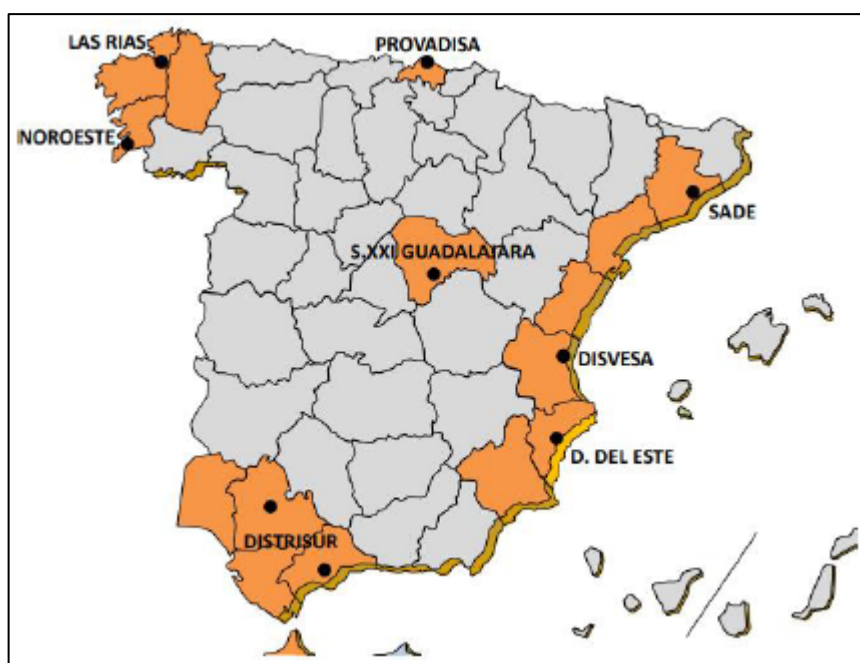 LAS RIAS
PROVADISA
NOROESTE
SADE
S.XXI GUADALAJARA
DISVESA
D. DEL ESTE
DISTRISUR